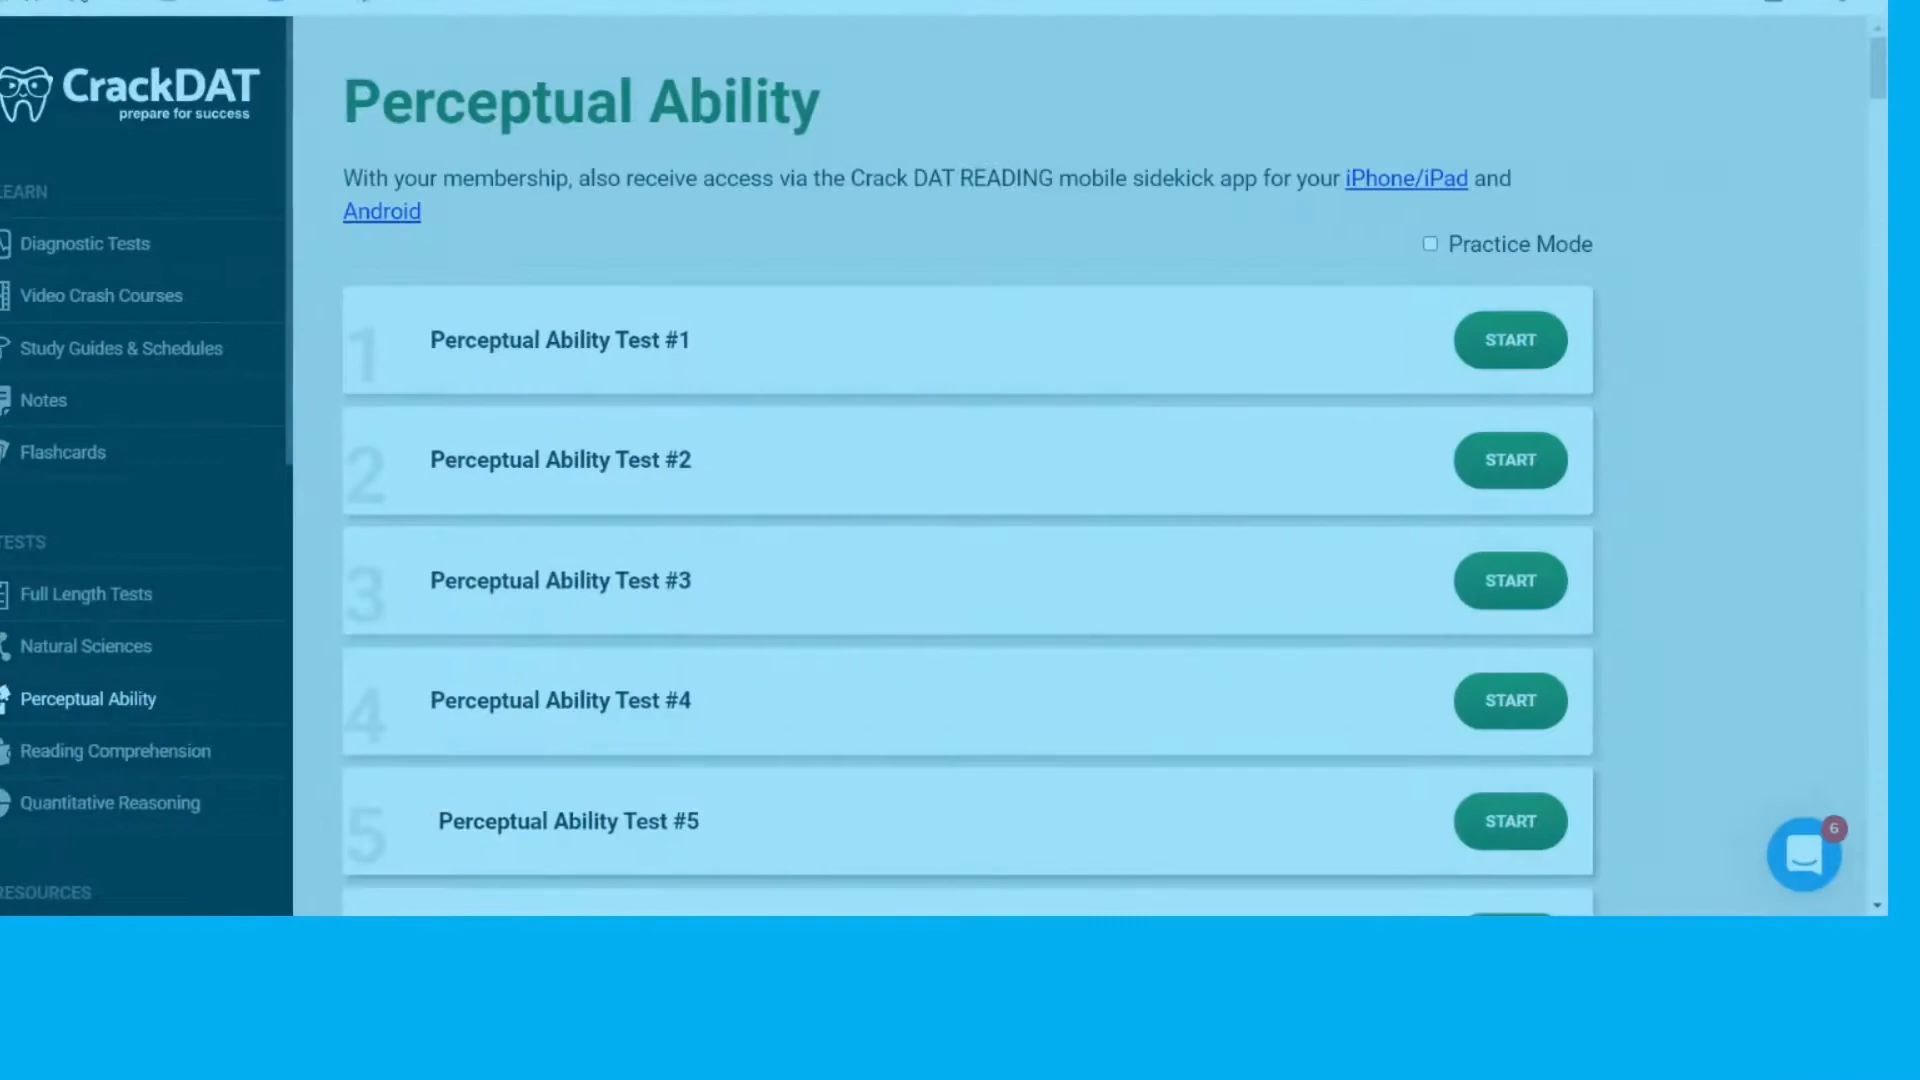 CrackDAT
prepare for success
LEARN
Diagnostic Tests
Video Crash Courses
Study Guides & Schedules
Notes
Flashcards
TESTS
Full Length Tests
Natural Sciences
Perceptual Ability
Reading Comprehension
Quantitative Reasoning
RESOURCES
Perceptual Ability
With your membership, also receive access via the Crack DAT READING mobile sidekick app for your iPhone/iPad and
Android
Practice Mode
1 Perceptual Ability Test #1 START
2 Perceptual Ability Test #2 START
3 Perceptual Ability Test #3 START
4 Perceptual Ability Test #4 START
5 Perceptual Ability Test #5 START
6